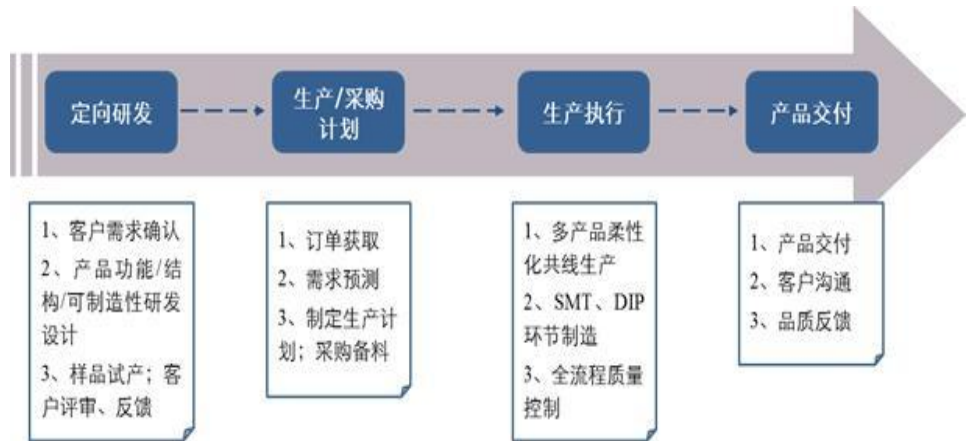 定向研发
生产/采购
计划
生产执行
产品交付
1、客户需求确认
2、产品功能/结
构/可制造性研发
设计
3、样品试产；客
户评审、反馈
1、订单获取
2、需求预测
3、制定生产计
划；采购备料
1、多产品柔性
化共线生产
2、SMT、DIP
环节制造
3、全流程质量
控制
1、产品交付
2、客户沟通
3、品质反馈